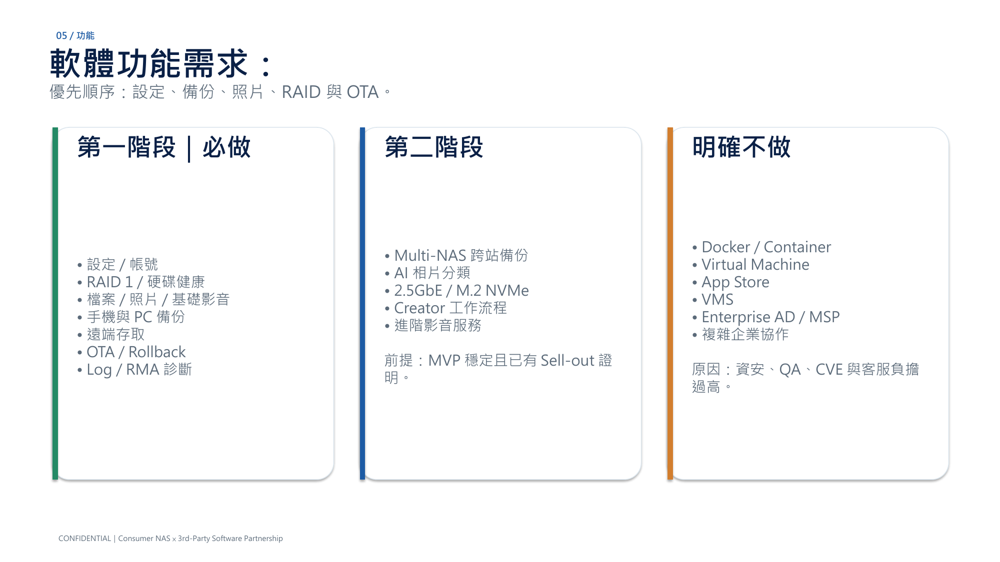 05 / 功能
軟體功能需求：
優先順序：設定、備份、照片、RAID 與 OTA。
第一階段｜必做
• 設定 / 帳號
• RAID 1 / 硬碟健康
• 檔案 / 照片 / 基礎影音
• 手機與 PC 備份
• 遠端存取
• OTA / Rollback
• Log / RMA 診斷
第二階段
• Multi-NAS 跨站備份
• AI 相片分類
• 2.5GbE / M.2 NVMe
• Creator 工作流程
• 進階影音服務
前提：MVP 穩定且已有 Sell-out 證
明。
明確不做
• Docker / Container
• Virtual Machine
• App Store
• VMS
• Enterprise AD / MSP
• 複雜企業協作
原因：資安、QA、CVE 與客服負擔
過高。
CONFIDENTIAL | Consumer NAS x 3rd-Party Software Partnership